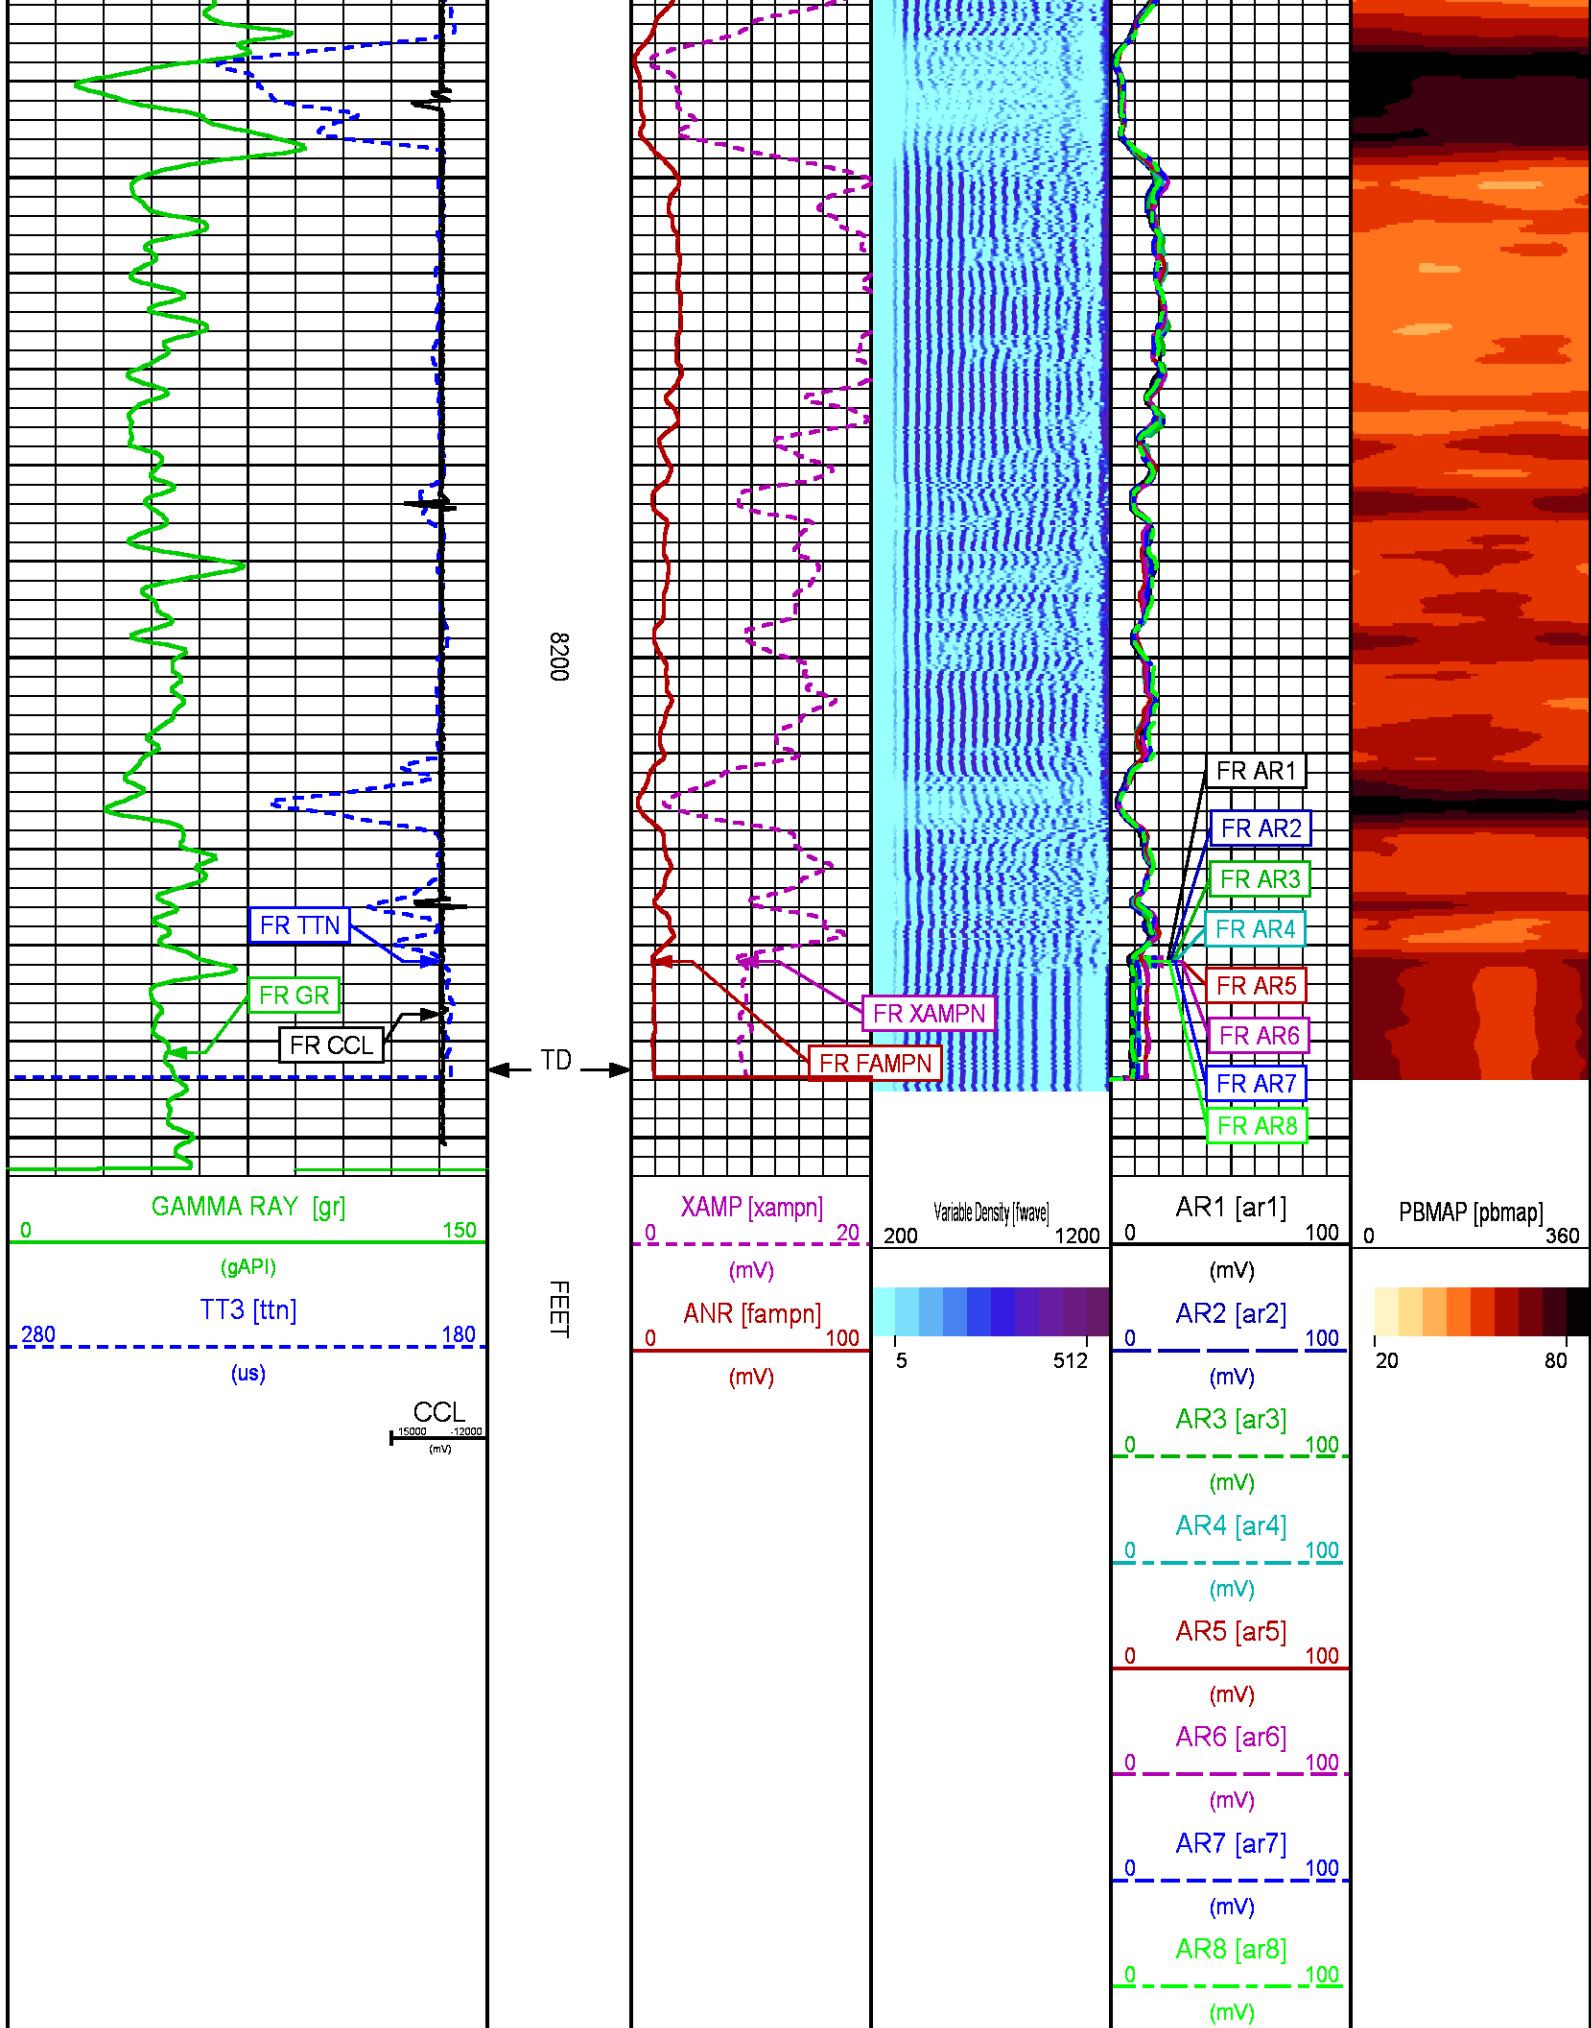 8200
FR AR1
FR AR2
FR AR3
FR TTN
FR AR4
FR AR5
FR GR
FR XAMPN
FR AR6
FR CCL
TD
FR FAMPN
FR AR7
FR AR8
GAMMA RAY [gr]
0 150
(gAPI)
TT3 [ttn]
280 180
(us)
CCL
15000 -12000
(mV)
FEET
XAMP [xampn]
0 20
(mV)
ANR [fampn]
0 100
(mV)
Variable Density [fwave]
200 1200
5 512
AR1 [ar1]
0 100
(mV)
AR2 [ar2]
0 100
(mV)
AR3 [ar3]
0 100
(mV)
AR4 [ar4]
0 100
(mV)
AR5 [ar5]
0 100
(mV)
AR6 [ar6]
0 100
(mV)
AR7 [ar7]
0 100
(mV)
AR8 [ar8]
0 100
(mV)
PBMAP [pbmap]
0 360
20 80